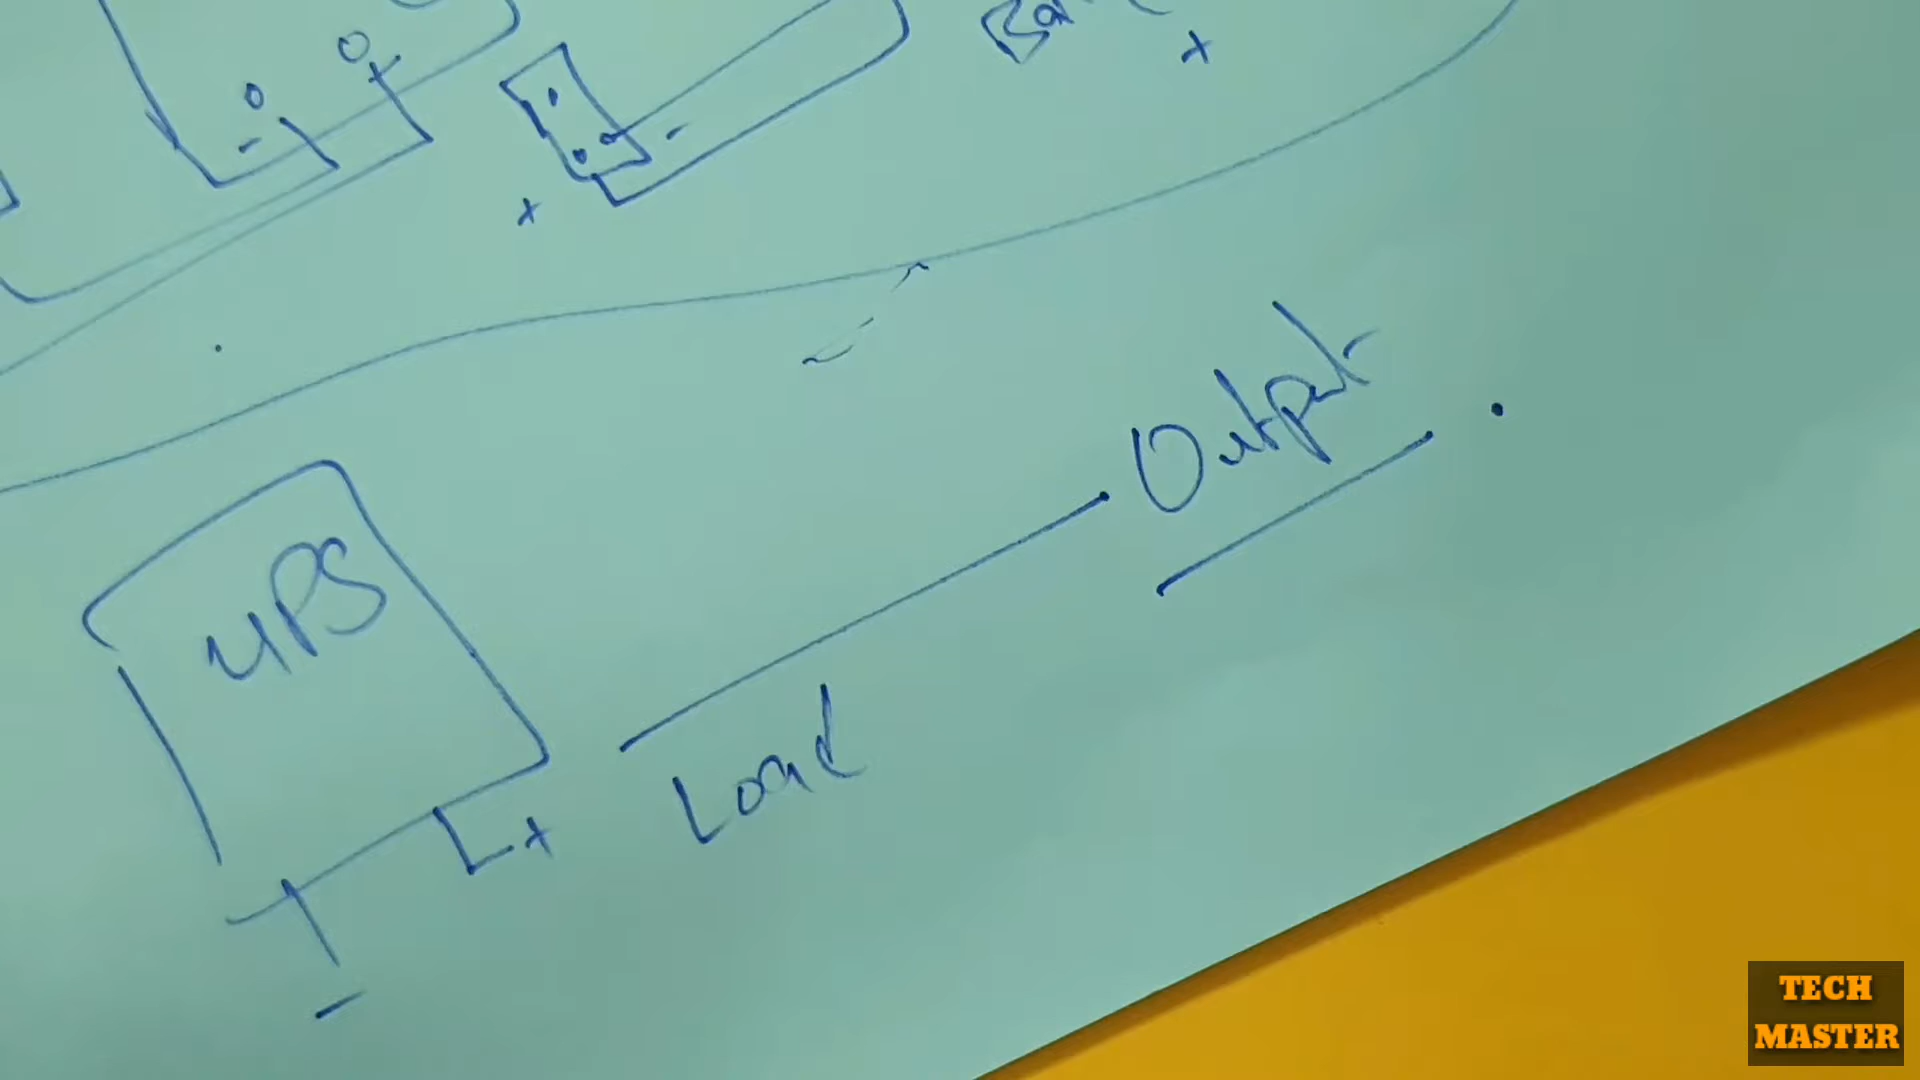 +
-
+
-
+
Output
UPS
Load
+
-
TECH
MASTER